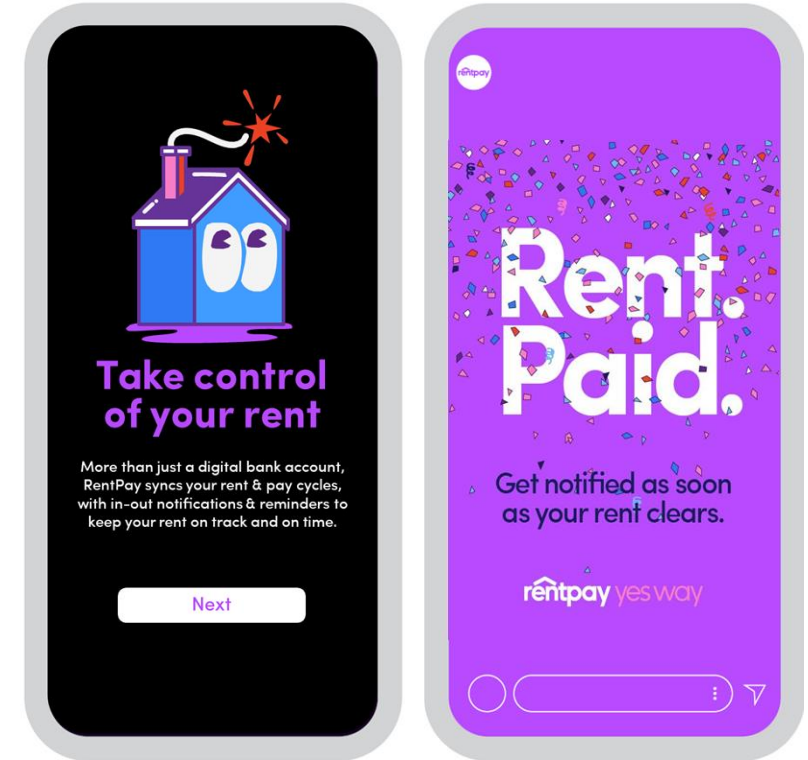 Take control
of your rent
More than just a digital bank account,
RentPay syncs your rent & pay cycles,
with in-out notifications & reminders to
keep your rent on track and on time.
Next
rentpay
Rent.
Paid.
Get notified as soon
as your rent clears.
rentpay yes way